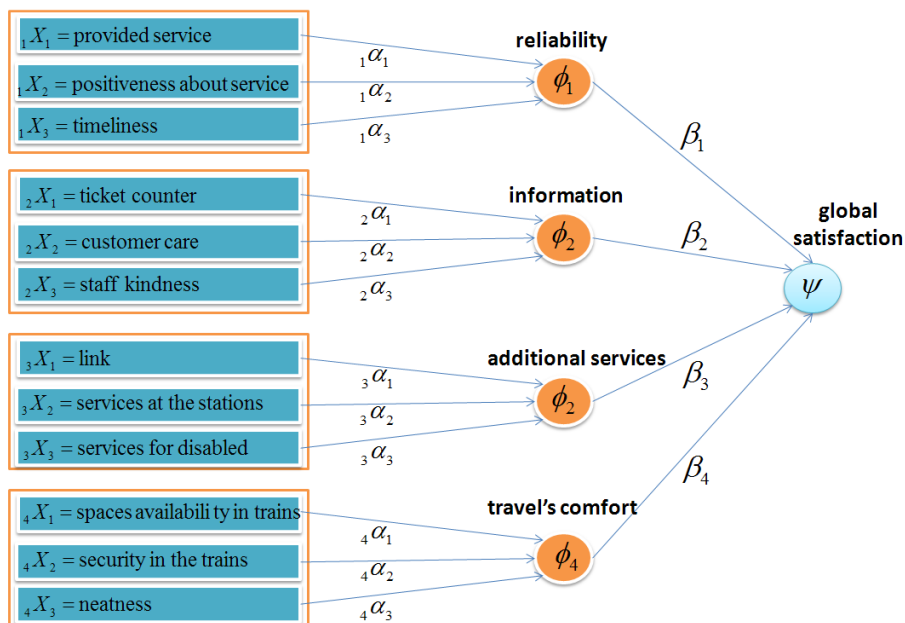 ₁X₁ = provided service
₁X₂ = positiveness about service
₁X₃ = timeliness
₁α₁
₁α₂
₁α₃
reliability
ϕ₁
β₁
₂X₁ = ticket counter
₂X₂ = customer care
₂X₃ = staff kindness
₂α₁
₂α₂
₂α₃
information
ϕ₂
β₂
global
satisfaction
ψ
₃X₁ = link
₃X₂ = services at the stations
₃X₃ = services for disabled
₃α₁
₃α₂
₃α₃
additional services
ϕ₂
β₃
₄X₁ = spaces availability in trains
₄X₂ = security in the trains
₄X₃ = neatness
₄α₁
₄α₂
₄α₃
travel's comfort
ϕ₄
β₄